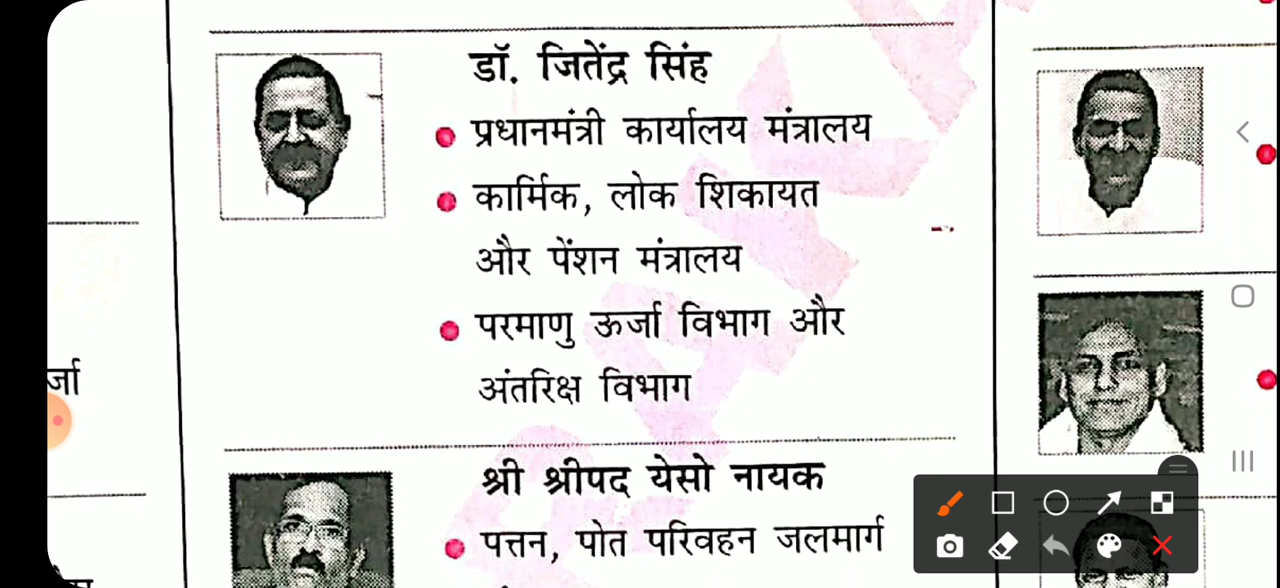 डॉ. जितेंद्र सिंह
प्रधानमंत्री कार्यालय मंत्रालय
कार्मिक, लोक शिकायत
और पेंशन मंत्रालय
परमाणु ऊर्जा विभाग और
अंतरिक्ष विभाग
श्री श्रीपद येसो नायक
पत्तन, पोत परिवहन जलमार्ग
र्जा